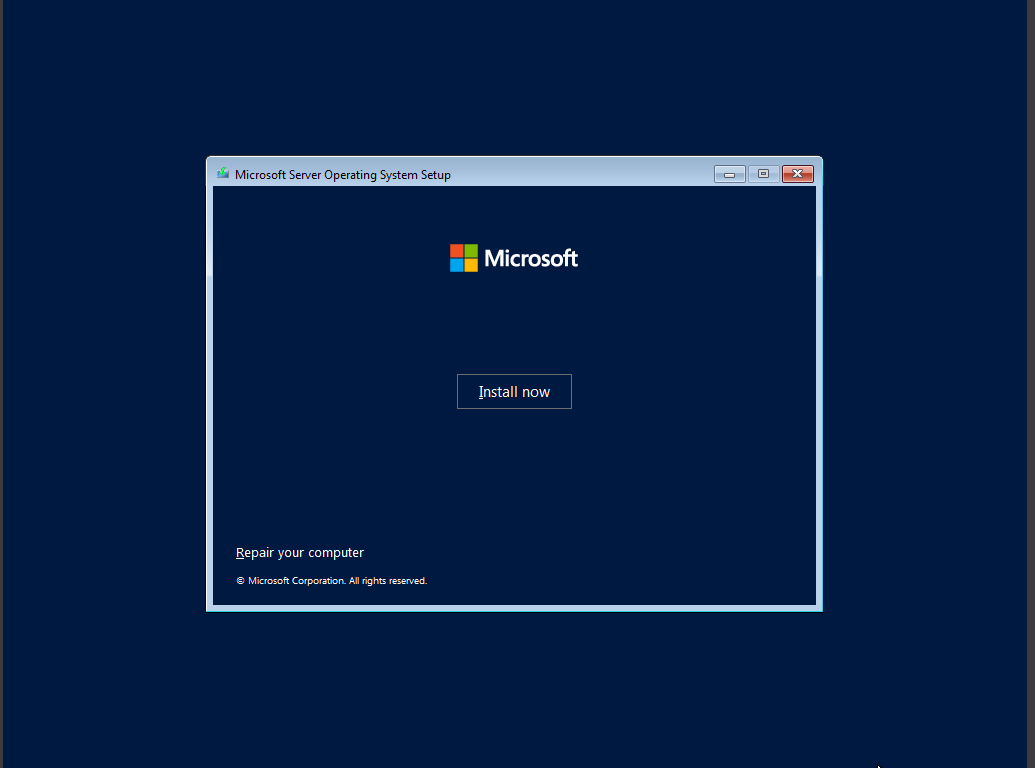 Microsoft Server Operating System Setup
Microsoft
Install now
Repair your computer
© Microsoft Corporation. All rights reserved.